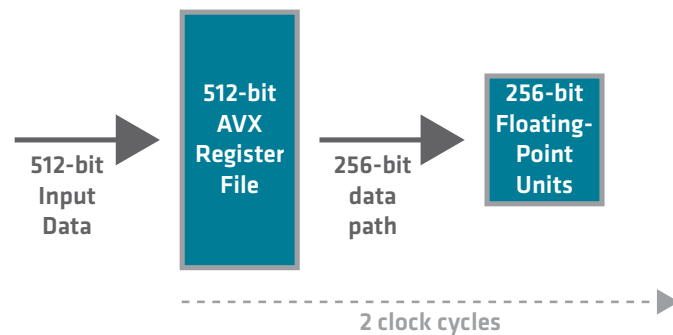 512-bit
Input
Data
512-bit
AVX
Register
File
256-bit
data
path
256-bit
Floating-
Point
Units
2 clock cycles